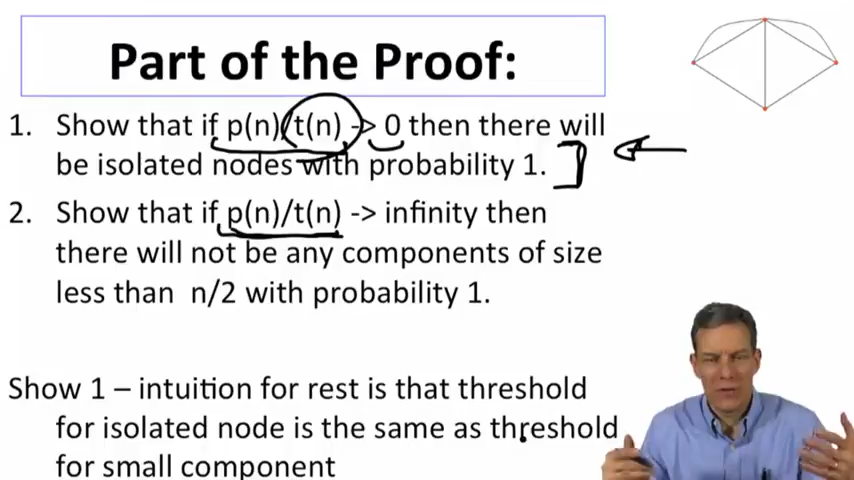 Part of the Proof:
1. Show that if p(n)/t(n) -> 0 then there will
be isolated nodes with probability 1.
2. Show that if p(n)/t(n) -> infinity then
there will not be any components of size
less than n/2 with probability 1.
Show 1 – intuition for rest is that threshold
for isolated node is the same as threshold
for small component